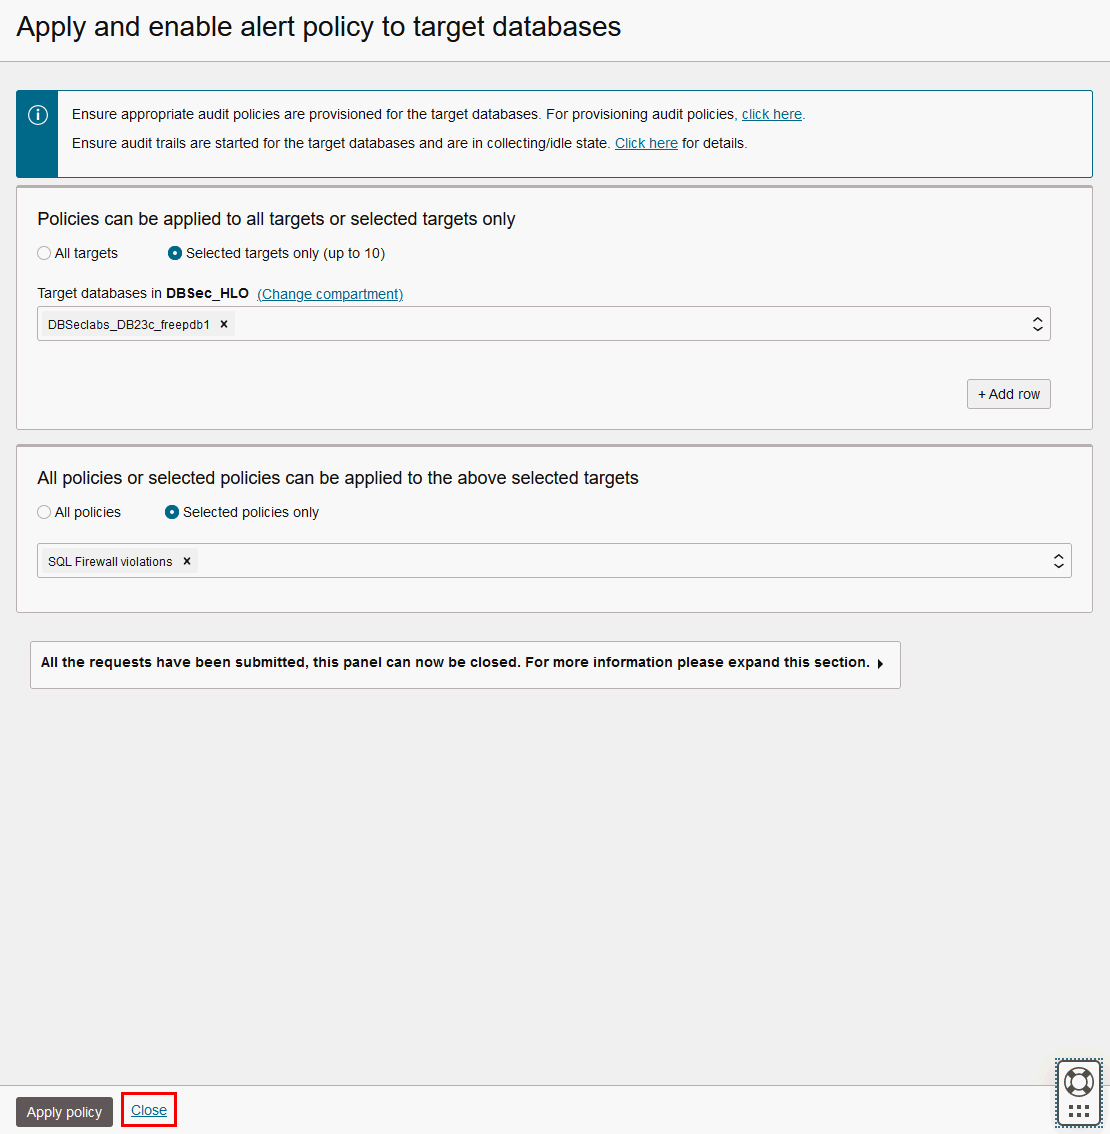 Apply and enable alert policy to target databases
Ensure appropriate audit policies are provisioned for the target databases. For provisioning audit policies, click here.
Ensure audit trails are started for the target databases and are in collecting/idle state. Click here for details.
Policies can be applied to all targets or selected targets only
All targets
Selected targets only (up to 10)
Target databases in DBSec_HLO (Change compartment)
DBSeclabs_DB23c_freepdb1 ×
+ Add row
All policies or selected policies can be applied to the above selected targets
All policies
Selected policies only
SQL Firewall violations ×
All the requests have been submitted, this panel can now be closed. For more information please expand this section.
Apply policy
Close